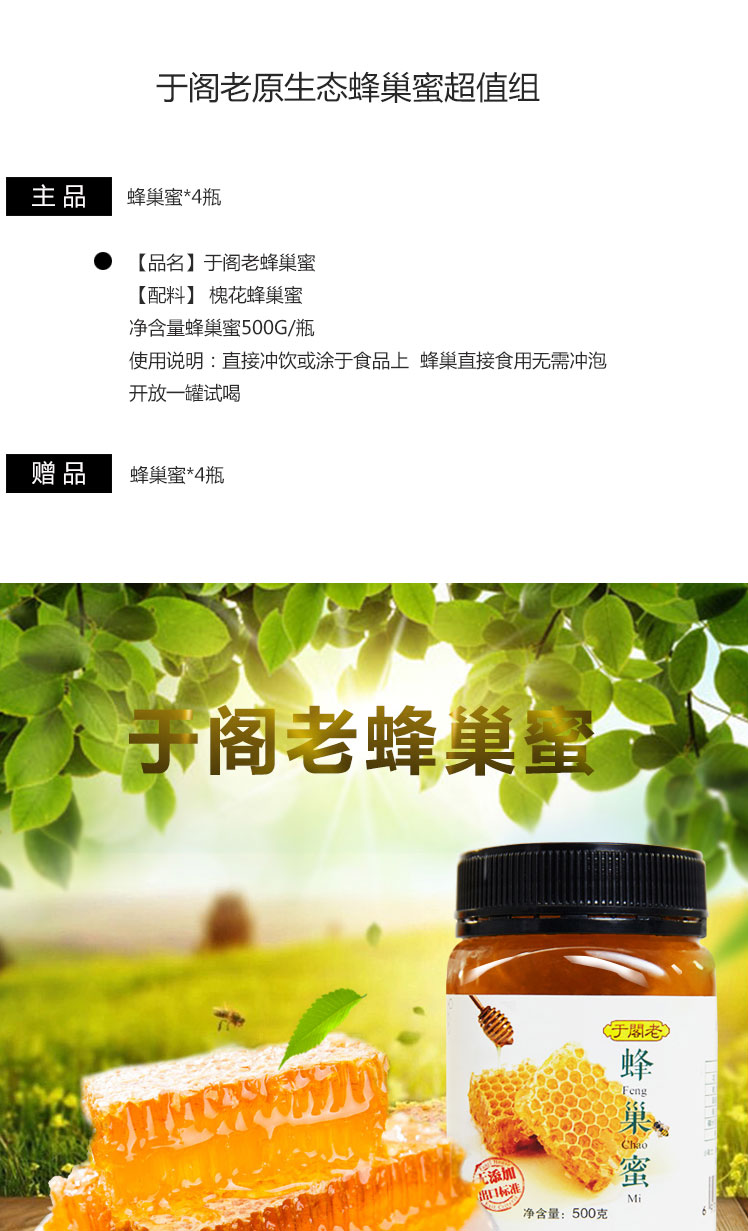 于阁老原生态蜂巢蜜超值组
主品 蜂巢蜜*4瓶
【品名】于阁老蜂巢蜜
【配料】 槐花蜂巢蜜
净含量蜂巢蜜500G/瓶
使用说明：直接冲饮或涂于食品上 蜂巢直接食用无需冲泡
开放一罐试喝
赠品 蜂巢蜜*4瓶
于阁老蜂巢蜜
于阁老
蜂
Feng
巢
Chao
蜜
Mi
无添加
出口标准
净含量：500克